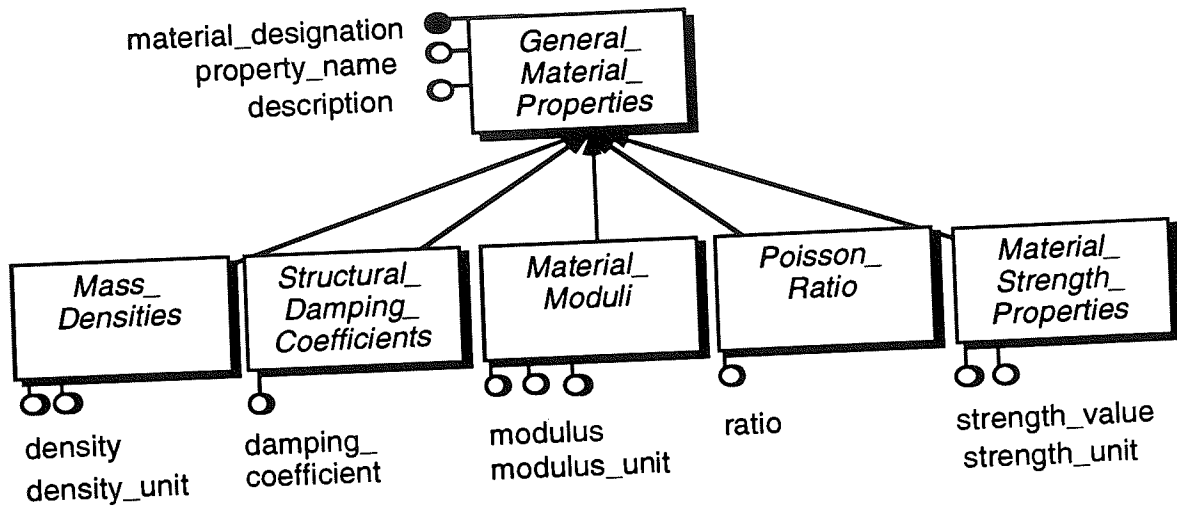 material_designation
property_name
description
General_
Material_
Properties
Mass_
Densities
Structural_
Damping_
Coefficients
Material_
Moduli
Poisson_
Ratio
Material_
Strength_
Properties
density
density_unit
damping_
coefficient
modulus
modulus_unit
ratio
strength_value
strength_unit